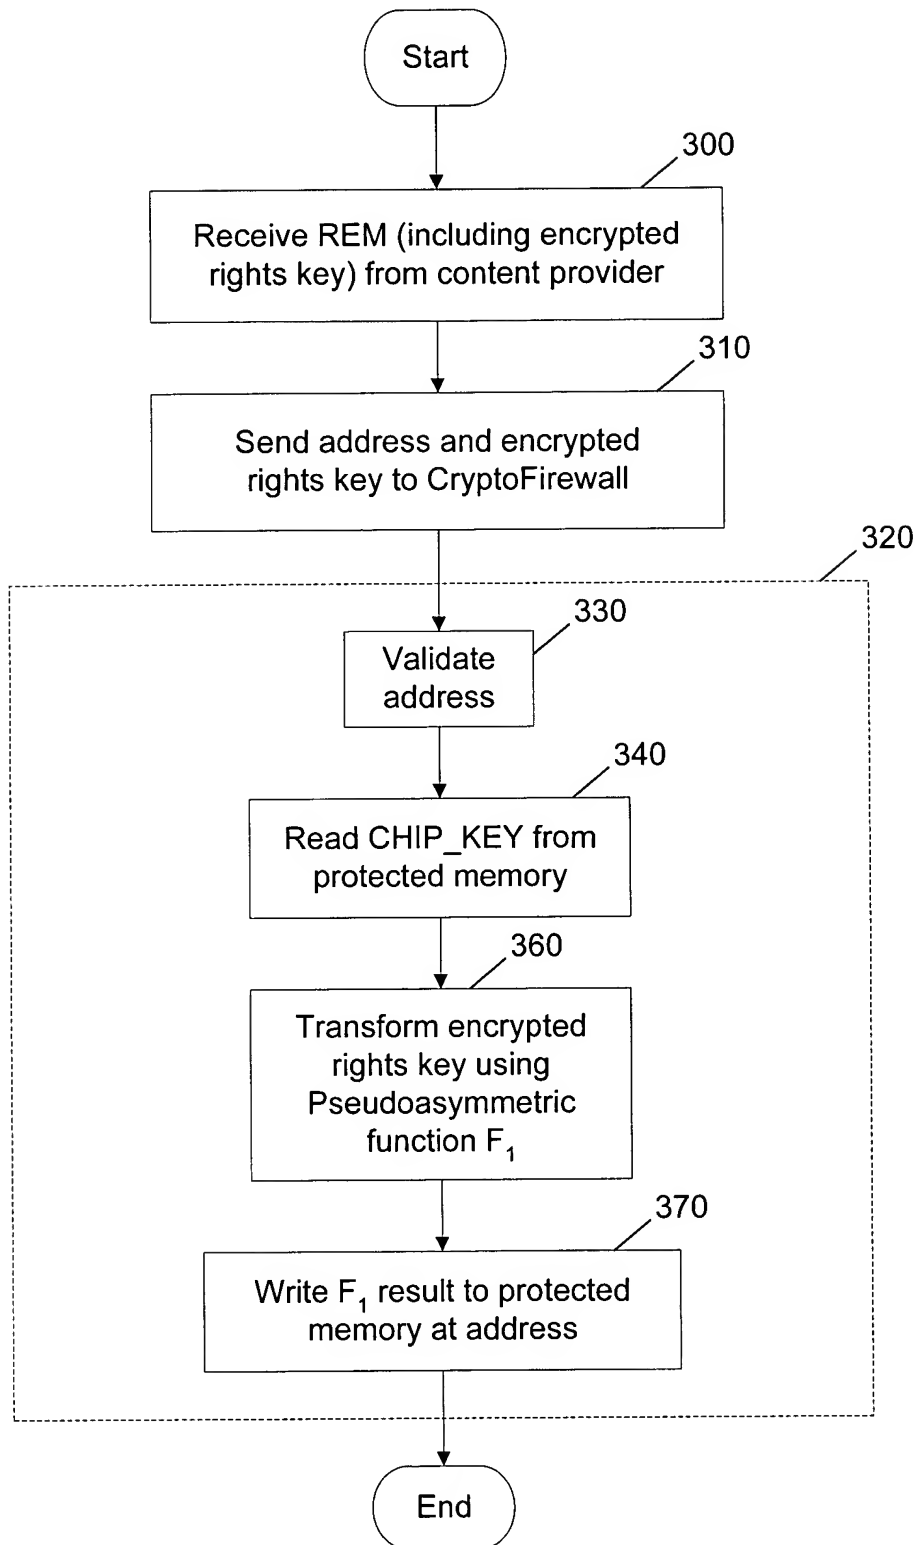 Start
300
Receive REM (including encrypted
rights key) from content provider
310
Send address and encrypted
rights key to CryptoFirewall
320
330
Validate
address
340
Read CHIP_KEY from
protected memory
360
Transform encrypted
rights key using
Pseudoasymmetric
function F₁
370
Write F₁ result to protected
memory at address
End